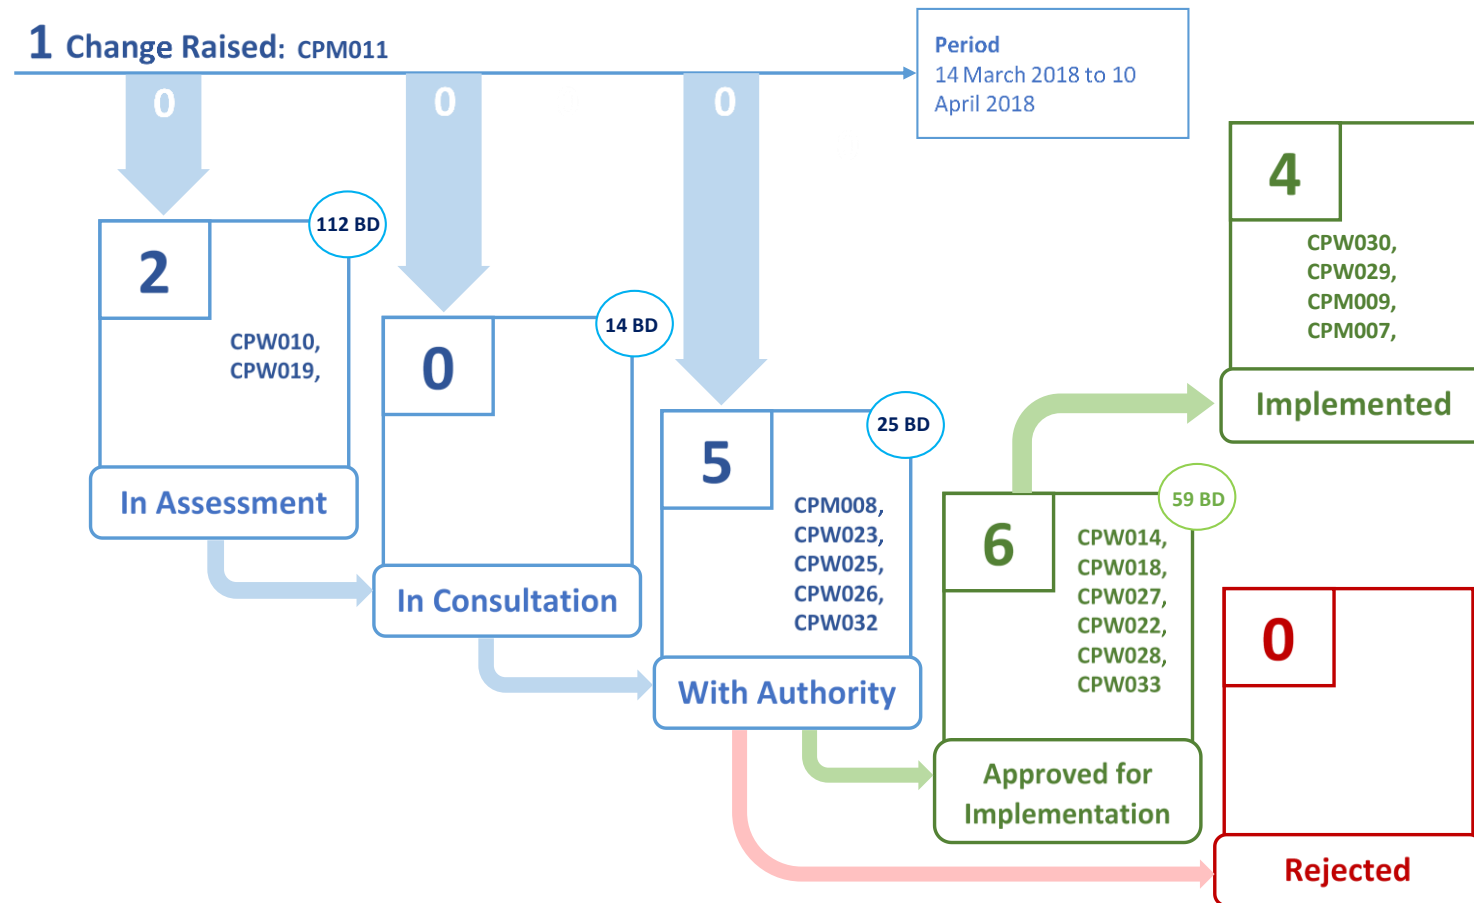 1 Change Raised: CPM011
Period
14 March 2018 to 10
April 2018
0
0
0
2
112 BD
CPW010,
CPW019,
In Assessment
0
14 BD
In Consultation
5
25 BD
CPM008,
CPW023,
CPW025,
CPW026,
CPW032
With Authority
6
59 BD
CPW014,
CPW018,
CPW027,
CPW022,
CPW028,
CPW033
Approved for
Implementation
4
CPW030,
CPW029,
CPM009,
CPM007,
Implemented
0
Rejected